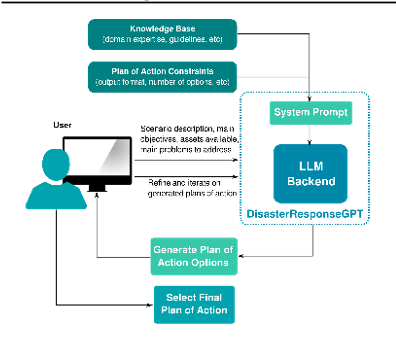 Knowledge Base
(domain expertise, guidelines, etc)
Plan of Action Constraints
(output format, number of options, etc)
System Prompt
User
Scenario description, main
objectives, assets available,
main problems to address
LLM
Backend
Refine and iterate on
generated plans of action
DisasterResponseGPT
Generate Plan of
Action Options
Select Final
Plan of Action